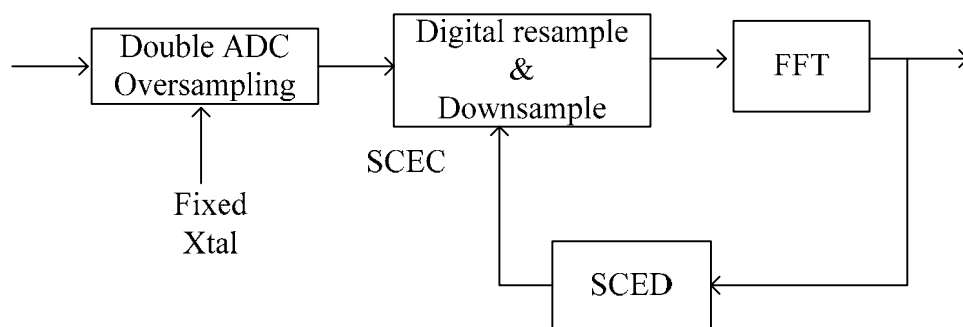 Double ADC
Oversampling
Digital resample
&
Downsample
FFT
SCEC
Fixed
Xtal
SCED